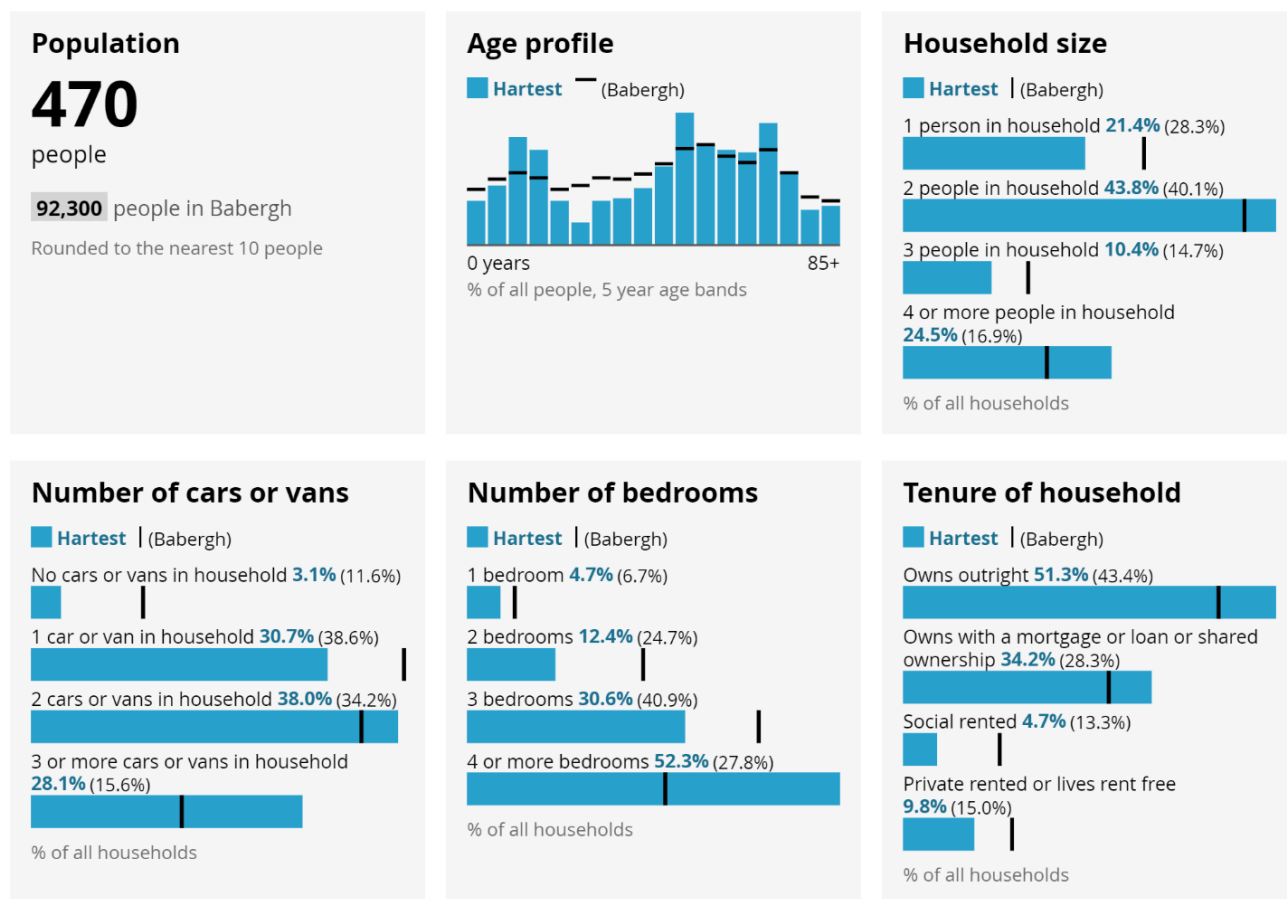 Population
470
people
92,300 people in Babergh
Rounded to the nearest 10 people
Age profile
Hartest (Babergh)
0 years 85+
% of all people, 5 year age bands
Household size
Hartest (Babergh)
1 person in household 21.4% (28.3%)
2 people in household 43.8% (40.1%)
3 people in household 10.4% (14.7%)
4 or more people in household
24.5% (16.9%)
% of all households
Number of cars or vans
Hartest (Babergh)
No cars or vans in household 3.1% (11.6%)
1 car or van in household 30.7% (38.6%)
2 cars or vans in household 38.0% (34.2%)
3 or more cars or vans in household
28.1% (15.6%)
% of all households
Number of bedrooms
Hartest (Babergh)
1 bedroom 4.7% (6.7%)
2 bedrooms 12.4% (24.7%)
3 bedrooms 30.6% (40.9%)
4 or more bedrooms 52.3% (27.8%)
% of all households
Tenure of household
Hartest (Babergh)
Owns outright 51.3% (43.4%)
Owns with a mortgage or loan or shared
ownership 34.2% (28.3%)
Social rented 4.7% (13.3%)
Private rented or lives rent free
9.8% (15.0%)
% of all households